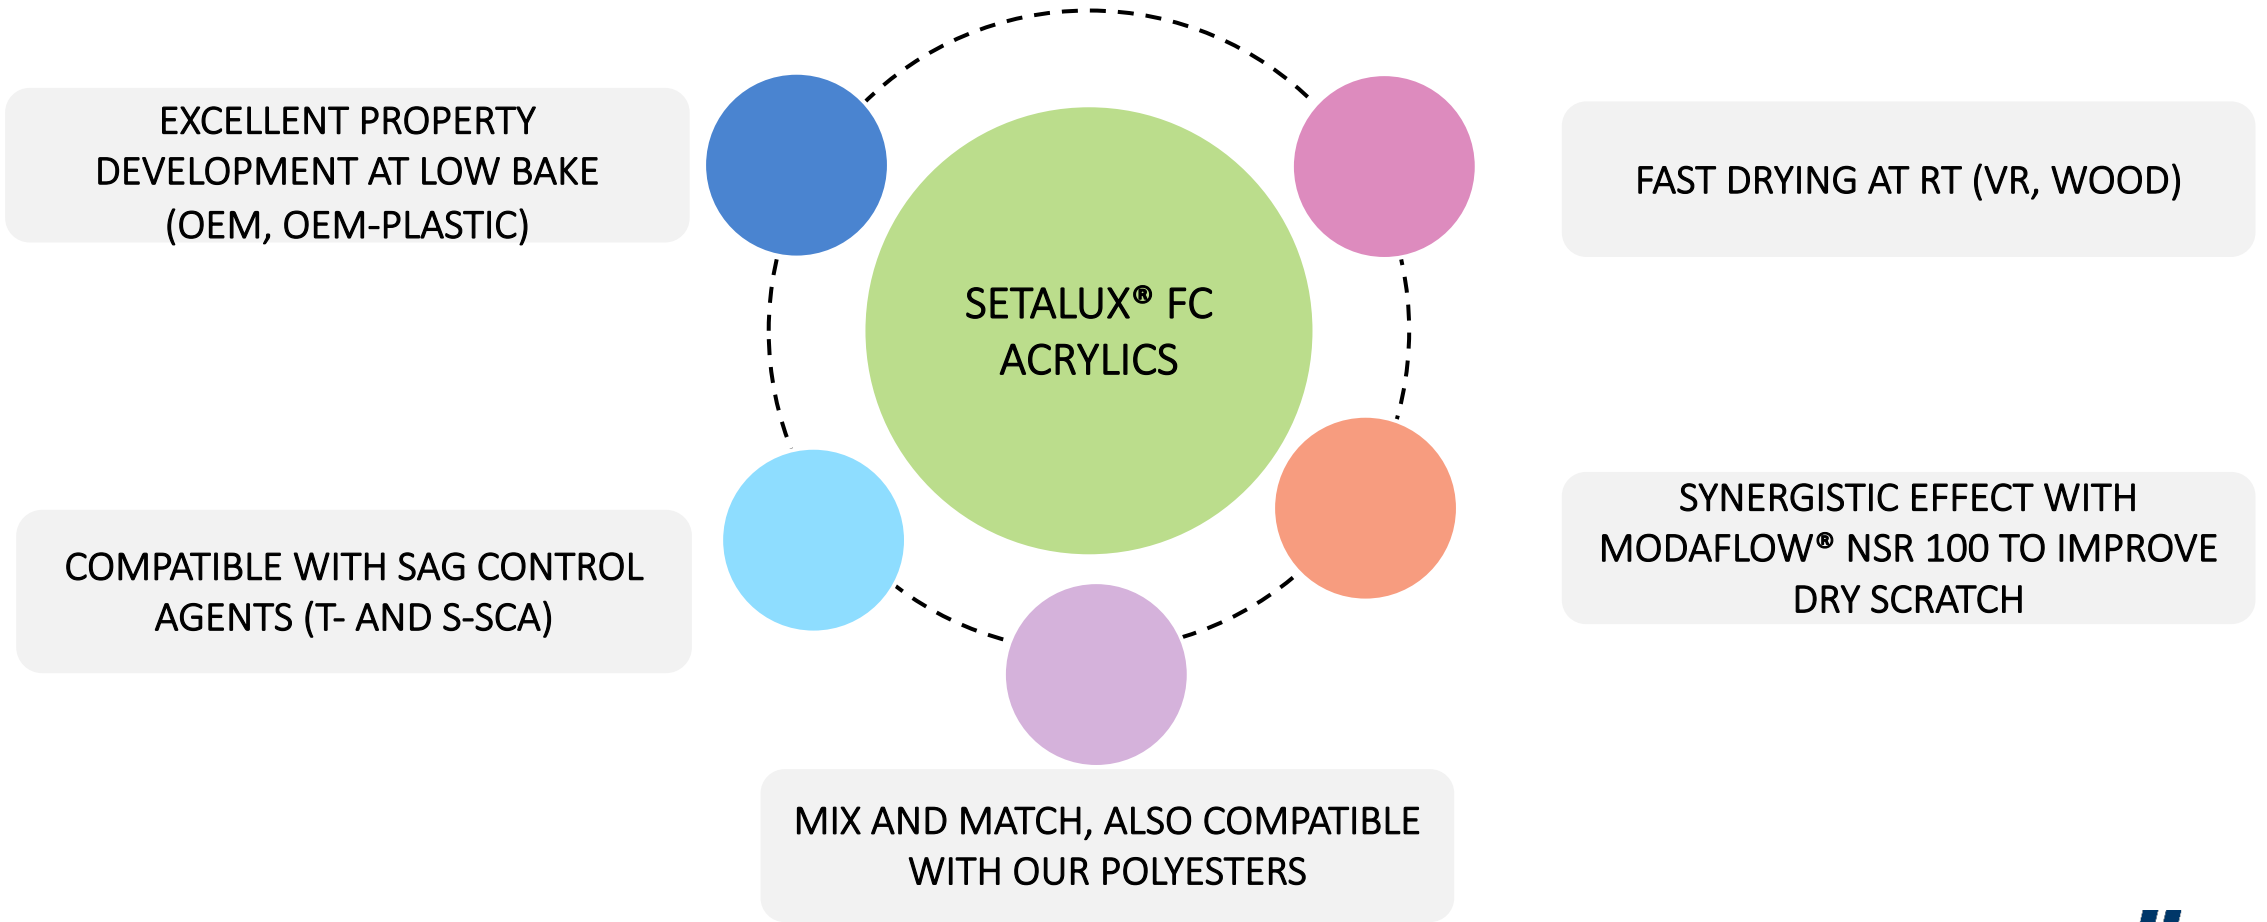 EXCELLENT PROPERTY
DEVELOPMENT AT LOW BAKE
(OEM, OEM-PLASTIC)
FAST DRYING AT RT (VR, WOOD)
SETALUX® FC
ACRYLICS
COMPATIBLE WITH SAG CONTROL
AGENTS (T- AND S-SCA)
SYNERGISTIC EFFECT WITH
MODAFLOW® NSR 100 TO IMPROVE
DRY SCRATCH
MIX AND MATCH, ALSO COMPATIBLE
WITH OUR POLYESTERS